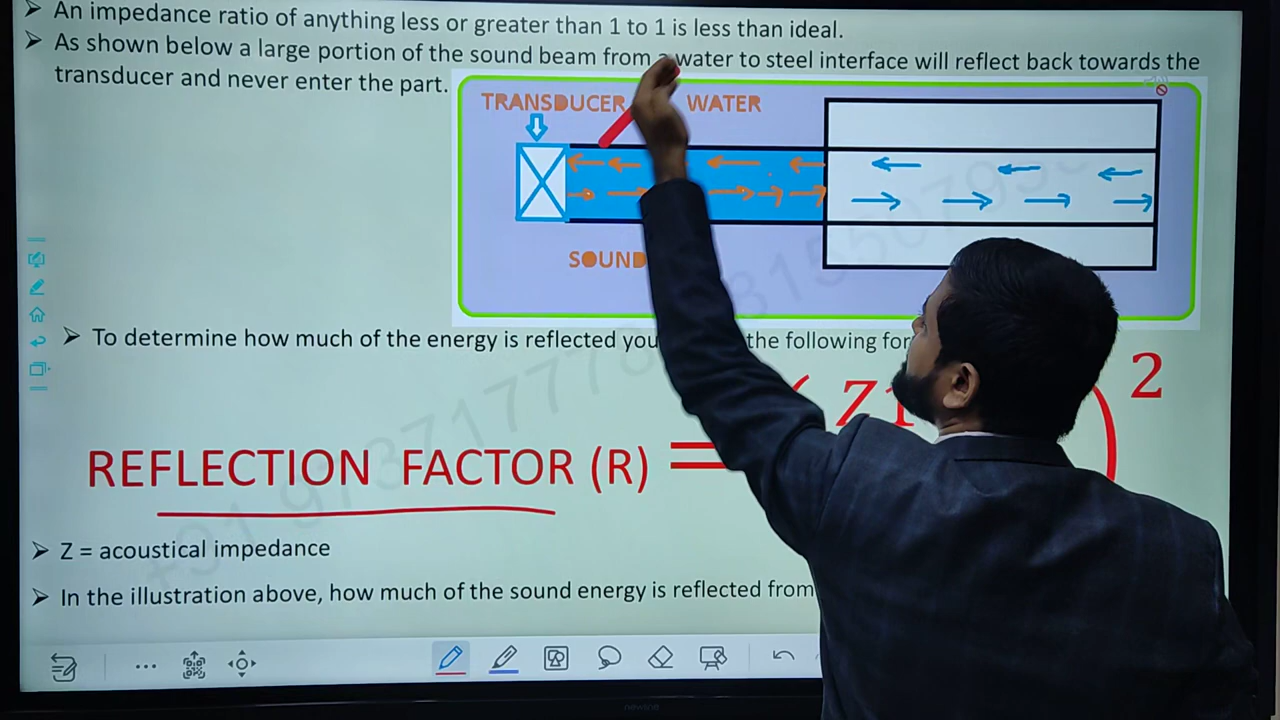 ➤ An impedance ratio of anything less or greater than 1 to 1 is less than ideal.
➤ As shown below a large portion of the sound beam from a water to steel interface will reflect back towards the
transducer and never enter the part.
TRANSDUCER WATER
SOUND
➤ To determine how much of the energy is reflected you the following for
REFLECTION FACTOR (R) = ( Z1 ) 2
➤ Z = acoustical impedance
➤ In the illustration above, how much of the sound energy is reflected from
newline